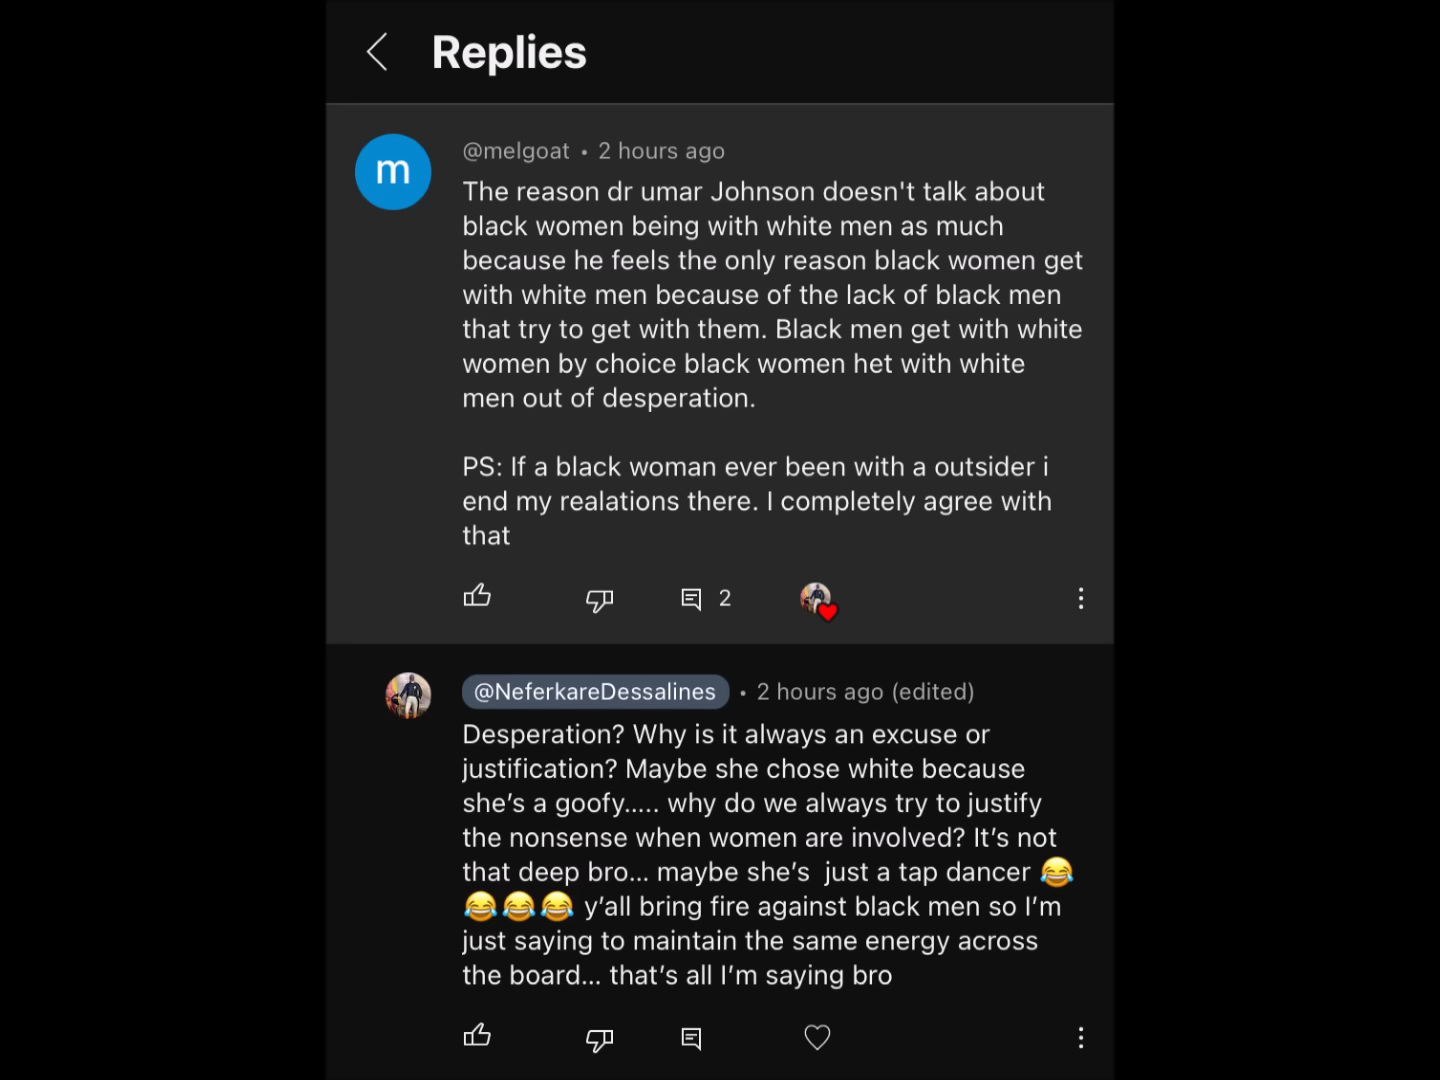 Replies
m
@melgoat • 2 hours ago
The reason dr umar Johnson doesn't talk about
black women being with white men as much
because he feels the only reason black women get
with white men because of the lack of black men
that try to get with them. Black men get with white
women by choice black women het with white
men out of desperation.
PS: If a black woman ever been with a outsider i
end my realations there. I completely agree with
that
2
@NeferkareDessalines • 2 hours ago (edited)
Desperation? Why is it always an excuse or
justification? Maybe she chose white because
she’s a goofy..... why do we always try to justify
the nonsense when women are involved? It’s not
that deep bro... maybe she’s  just a tap dancer 😂
😂😂😂 y’all bring fire against black men so I’m
just saying to maintain the same energy across
the board... that’s all I’m saying bro